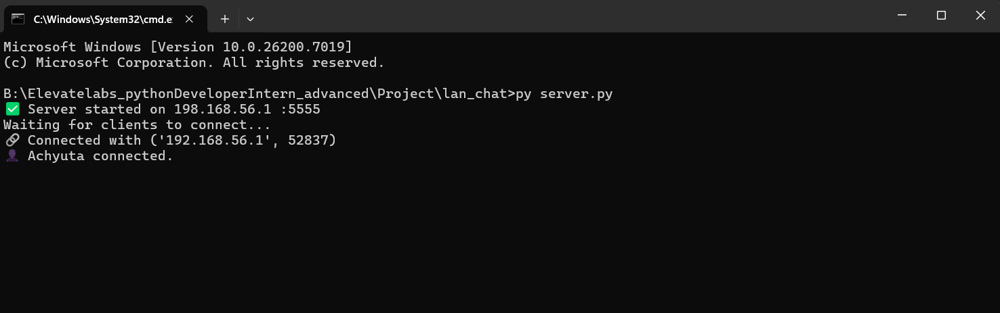 C:\Windows\System32\cmd.e
Microsoft Windows [Version 10.0.26200.7019]
(c) Microsoft Corporation. All rights reserved.
B:\Elevatelabs_pythonDeveloperIntern_advanced\Project\lan_chat>py server.py
✅ Server started on 198.168.56.1 :5555
Waiting for clients to connect...
🔗 Connected with ('192.168.56.1', 52837)
👤 Achyuta connected.